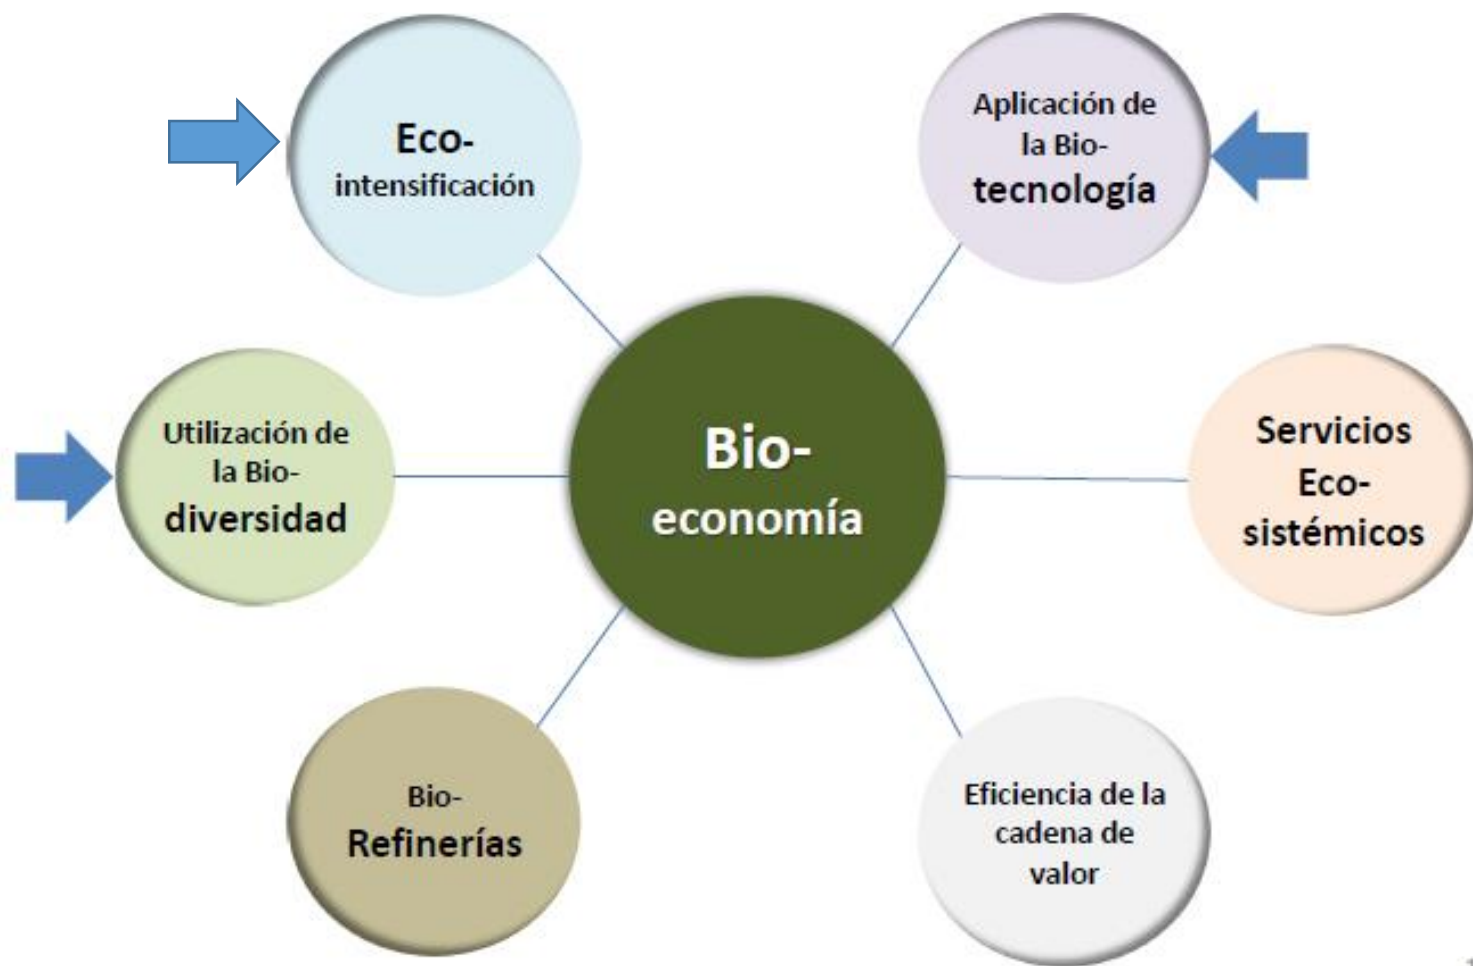 Eco-
intensificación
Aplicación de
la Bio-
tecnología
Utilización de
la Bio-
diversidad
Bio-
economía
Servicios
Eco-
sistémicos
Bio-
Refinerías
Eficiencia de la
cadena de
valor